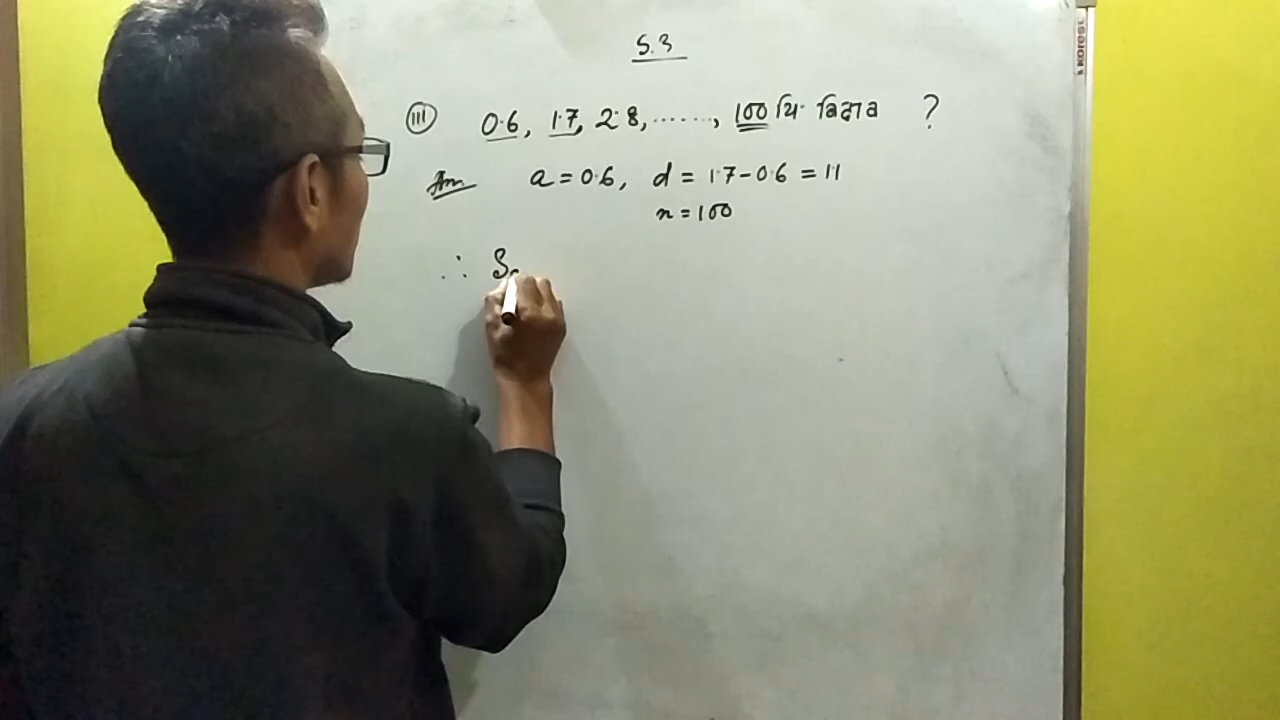 5.3
(iii) 0.6, 1.7, 2.8, ......, 100 थि बिदाब ?
Ans a = 0.6, d = 1.7 - 0.6 = 1.1
n = 100
∴ S
kores